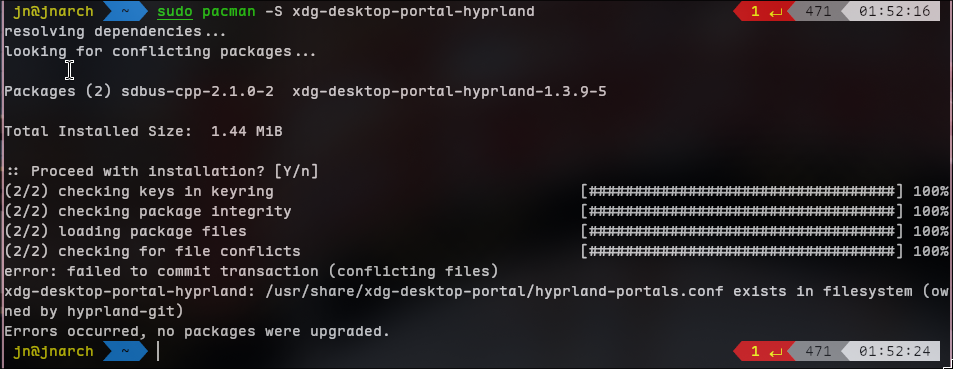 jn@jnarch ~ sudo pacman -S xdg-desktop-portal-hyprland 1 ↵ 471 01:52:16
resolving dependencies...
looking for conflicting packages...
Packages (2) sdbus-cpp-2.1.0-2  xdg-desktop-portal-hyprland-1.3.9-5
Total Installed Size:  1.44 MiB
:: Proceed with installation? [Y/n]
(2/2) checking keys in keyring [##################################] 100%
(2/2) checking package integrity [##################################] 100%
(2/2) loading package files [##################################] 100%
(2/2) checking for file conflicts [##################################] 100%
error: failed to commit transaction (conflicting files)
xdg-desktop-portal-hyprland: /usr/share/xdg-desktop-portal/hyprland-portals.conf exists in filesystem (ow
ned by hyprland-git)
Errors occurred, no packages were upgraded.
jn@jnarch ~ 1 ↵ 471 01:52:24